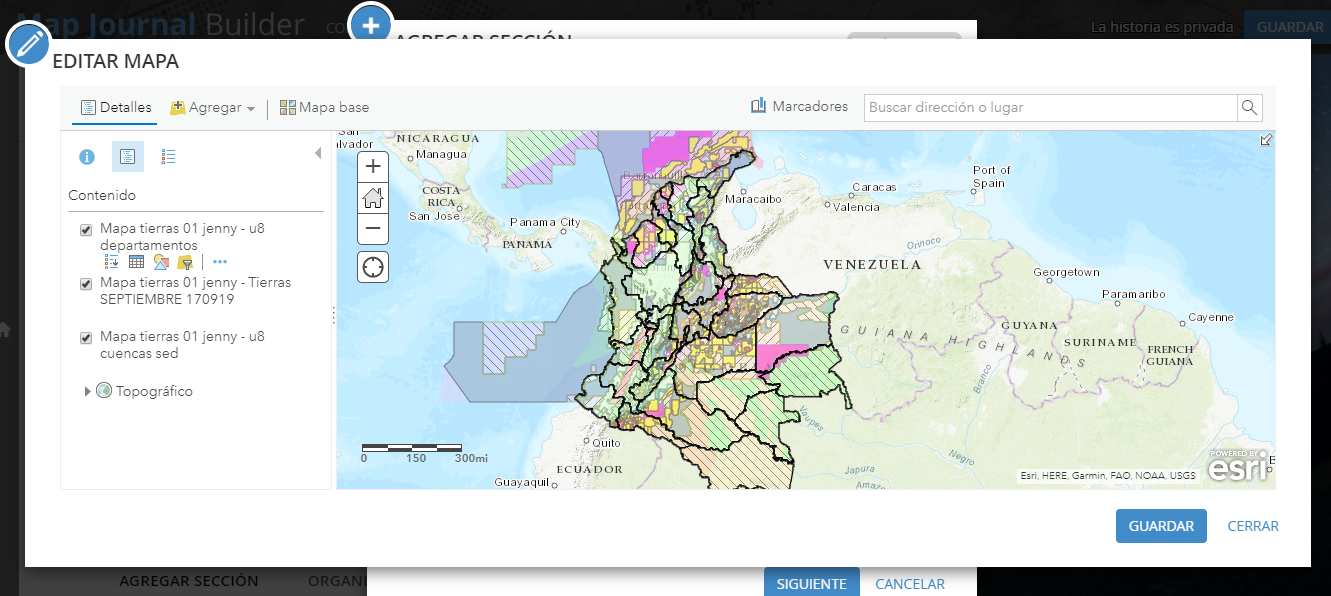 Map Journal Builder
La historia es privada
GUARDAR
AGREGAR SECCIÓN
EDITAR MAPA
Detalles
Agregar
Mapa base
Marcadores
Buscar dirección o lugar
Contenido
Mapa tierras 01 jenny - u8
departamentos
Mapa tierras 01 jenny - Tierras
SEPTIEMBRE 170919
Mapa tierras 01 jenny - u8
cuencas sed
Topográfico
San
Salvador
NICARAGUA
Managua
COSTA
RICA
San Jose
Panama City
PANAMA
Maracaibo
Caracas
Valencia
Port of
Spain
Orinoco
VENEZUELA
Georgetown
Paramaribo
Cayenne
GUYANA
SURINAME
FRENCH
GUIANA
GUIANA HIGHLANDS
Branco
Vaupes
Negro
Japura
Amaz
Quito
ECUADOR
Guayaquil
0 150 300mi
Esri, HERE, Garmin, FAO, NOAA, USGS
POWERED BY
esri
GUARDAR
CERRAR
AGREGAR SECCIÓN
ORGANI
SIGUIENTE
CANCELAR